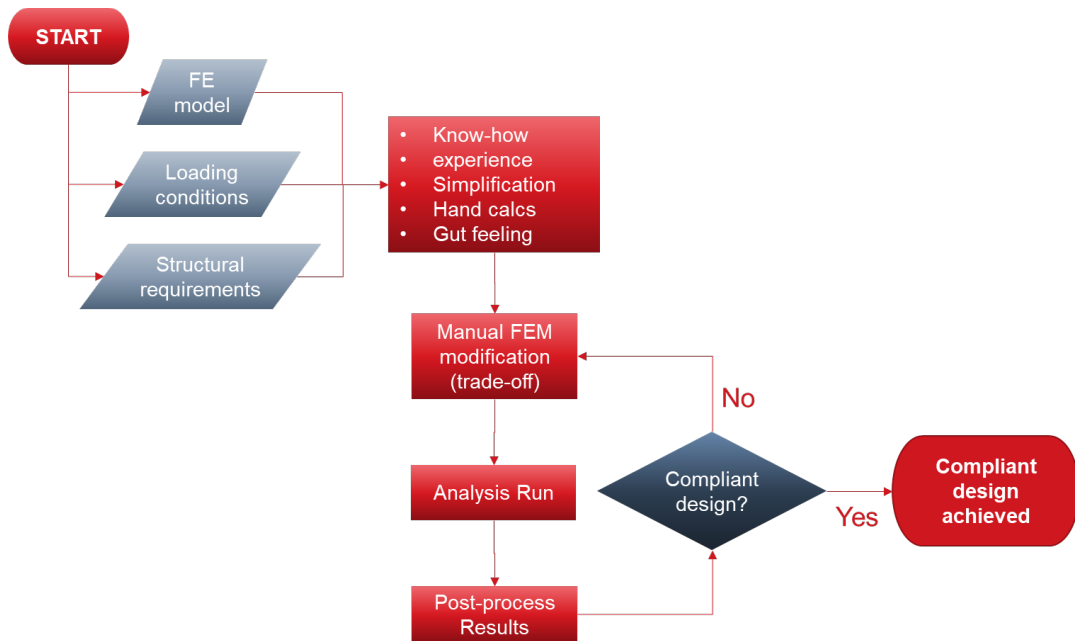 START
FE
model
Loading
conditions
Structural
requirements
• Know-how
• experience
• Simplification
• Hand calcs
• Gut feeling
Manual FEM
modification
(trade-off)
Analysis Run
Post-process
Results
Compliant
design?
No
Yes
Compliant
design
achieved